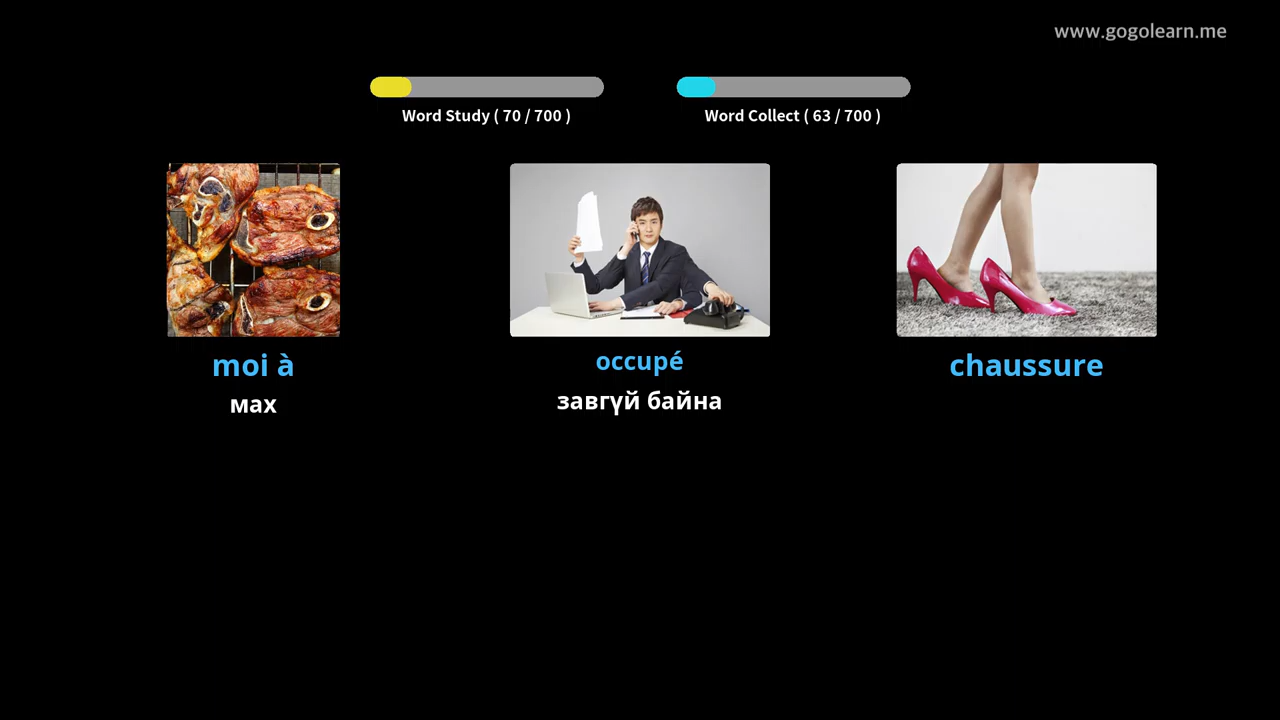 www.gogolearn.me
Word Study ( 70 / 700 )
Word Collect ( 63 / 700 )
moi à
мах
occupé
завгүй байна
chaussure